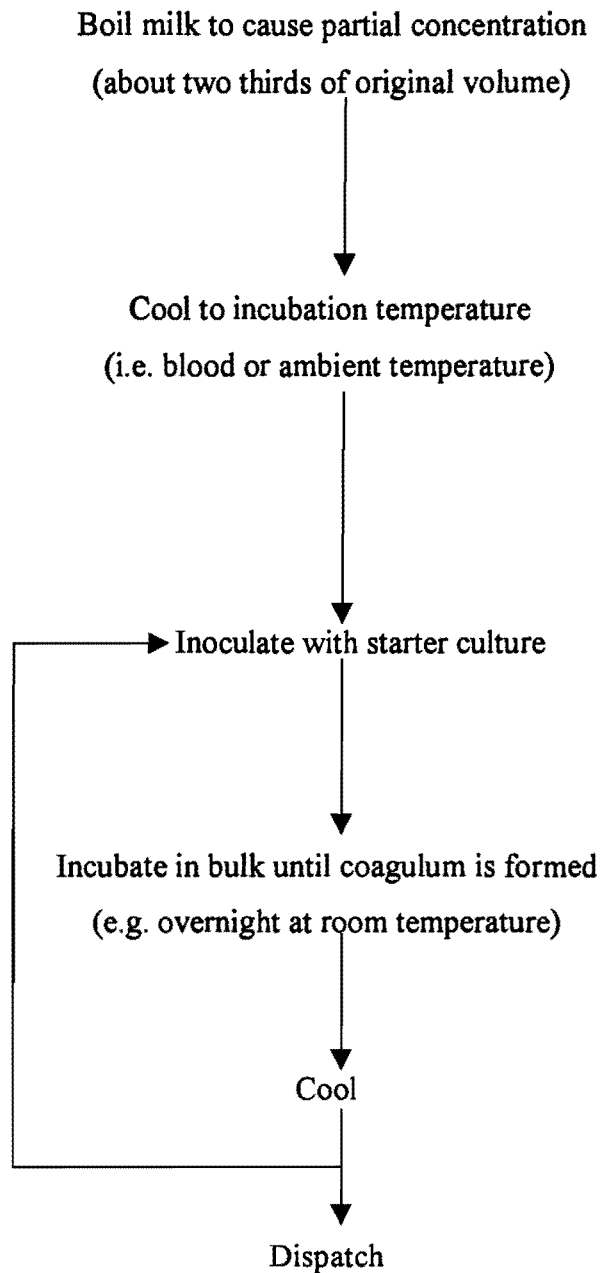 Boil milk to cause partial concentration
(about two thirds of original volume)
Cool to incubation temperature
(i.e. blood or ambient temperature)
Inoculate with starter culture
Incubate in bulk until coagulum is formed
(e.g. overnight at room temperature)
Cool
Dispatch